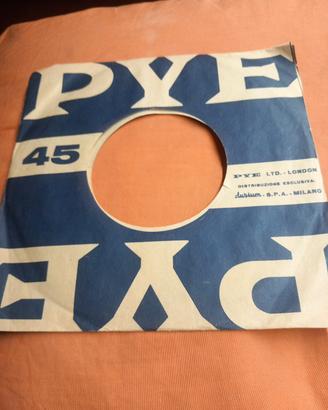 PYE
45
PYE LTD. - LONDON
DISTRIBUZIONE ESCLUSIVA
durium - S.P.A. - MILANO
PYE